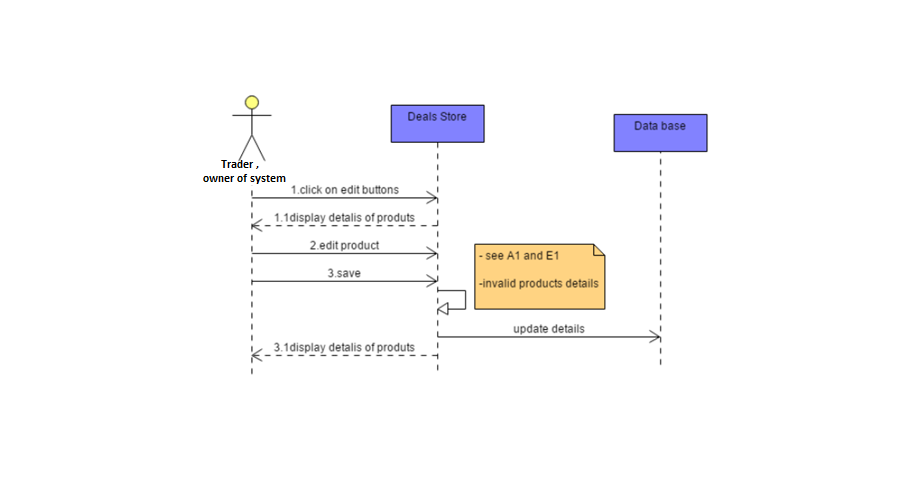 Deals Store
Data base
Trader ,
owner of system
1.click on edit buttons
1.1display detalis of produts
2.edit product
- see A1 and E1
3.save
-invalid products details
update details
3.1display detalis of produts